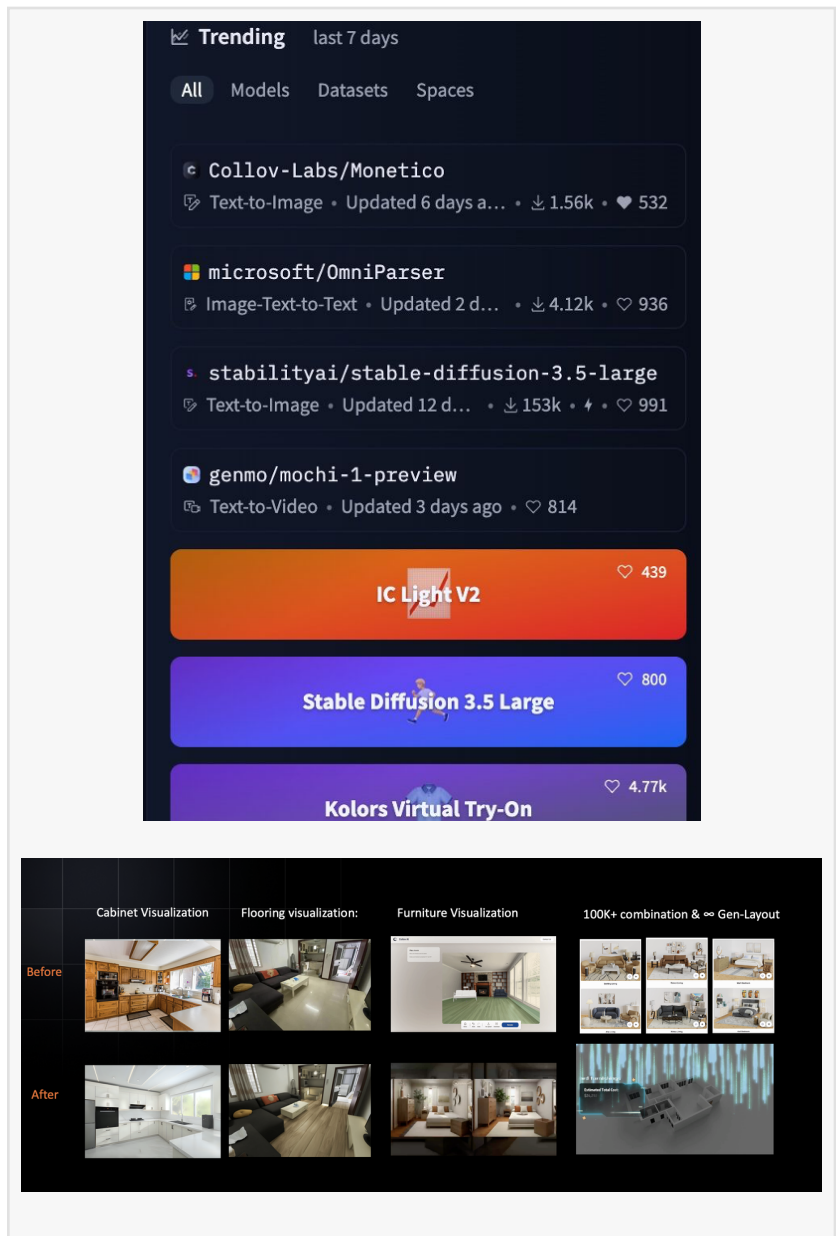 Trending last 7 days
All Models Datasets Spaces
Collov-Labs/Monetico
Text-to-Image • Updated 6 days a... • 1.56k • 532
microsoft/OmniParser
Image-Text-to-Text • Updated 2 d... • 4.12k • 936
stabilityai/stable-diffusion-3.5-large
Text-to-Image • Updated 12 d... • 153k • 991
genmo/mochi-1-preview
Text-to-Video • Updated 3 days ago • 814
439
IC Light V2
800
Stable Diffusion 3.5 Large
4.77k
Kolors Virtual Try-On
Cabinet Visualization Flooring visualization: Furniture Visualization 100K+ combination & ∞ Gen-Layout
Before
After
Estimated Total Cost: